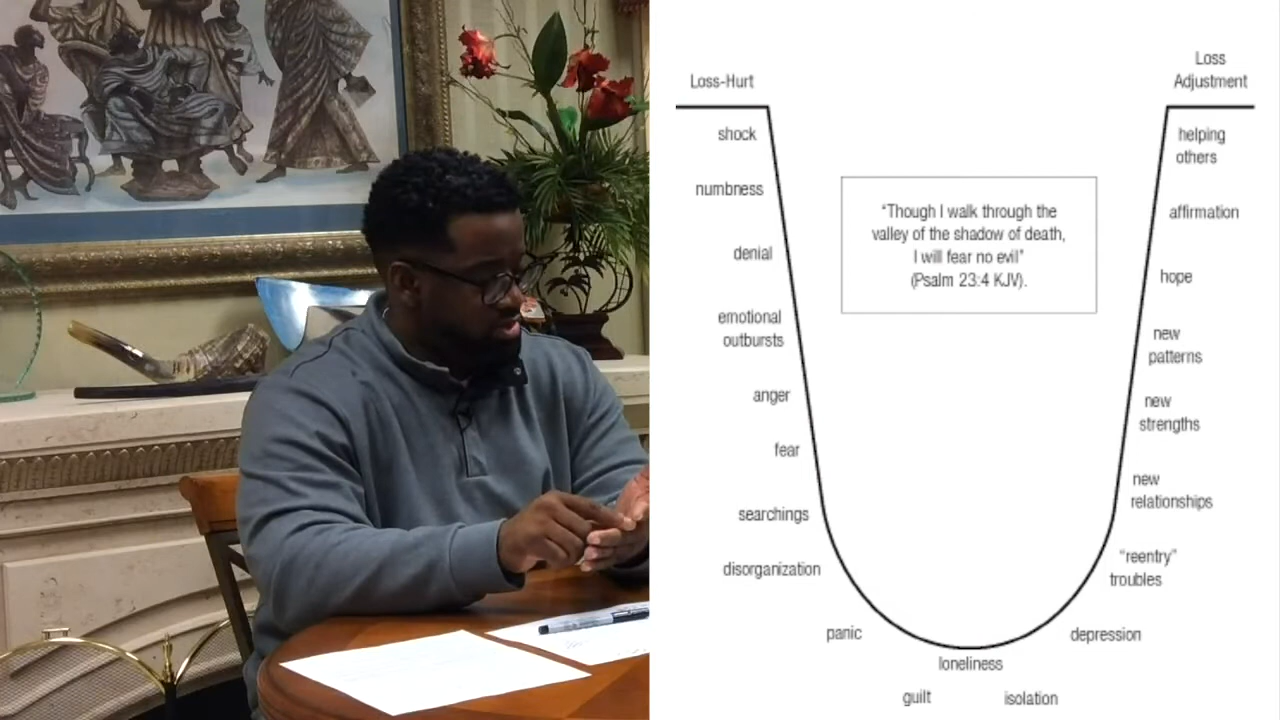 Loss-Hurt
shock
numbness
denial
emotional
outbursts
anger
fear
searchings
disorganization
panic
loneliness
guilt
isolation
depression
"reentry"
troubles
new
relationships
new
strengths
new
patterns
hope
affirmation
helping
others
Loss
Adjustment
"Though I walk through the
valley of the shadow of death,
I will fear no evil"
(Psalm 23:4 KJV).